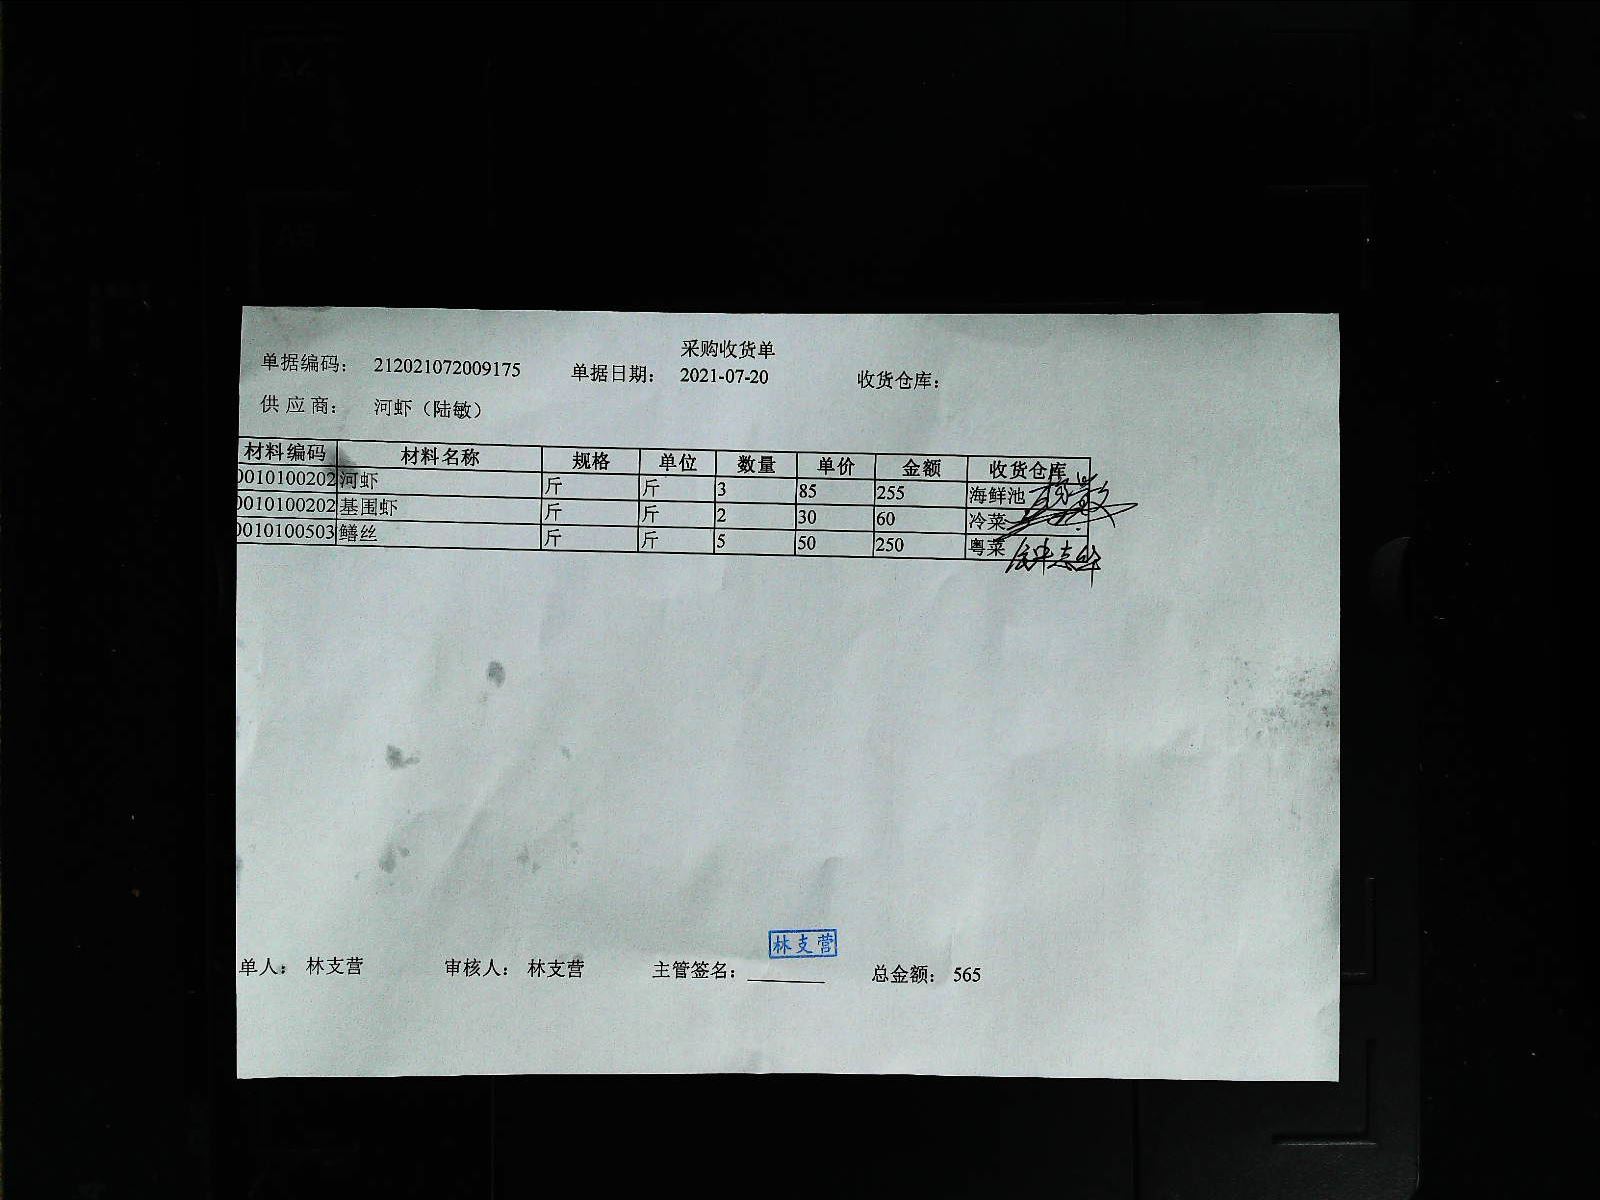 采购收货单
单据编码： 212021072009175 单据日期： 2021-07-20 收货仓库：
供应商： 河虾（陆敏）
材料编码 材料名称 规格 单位 数量 单价 金额 收货仓库
0010100202 河虾 斤 斤 3 85 255 海鲜池
0010100202 基围虾 斤 斤 2 30 60 冷菜
0010100503 鳝丝 斤 斤 5 50 250 粤菜 钟志华
林支营
单人： 林支营 审核人： 林支营 主管签名： 总金额： 565